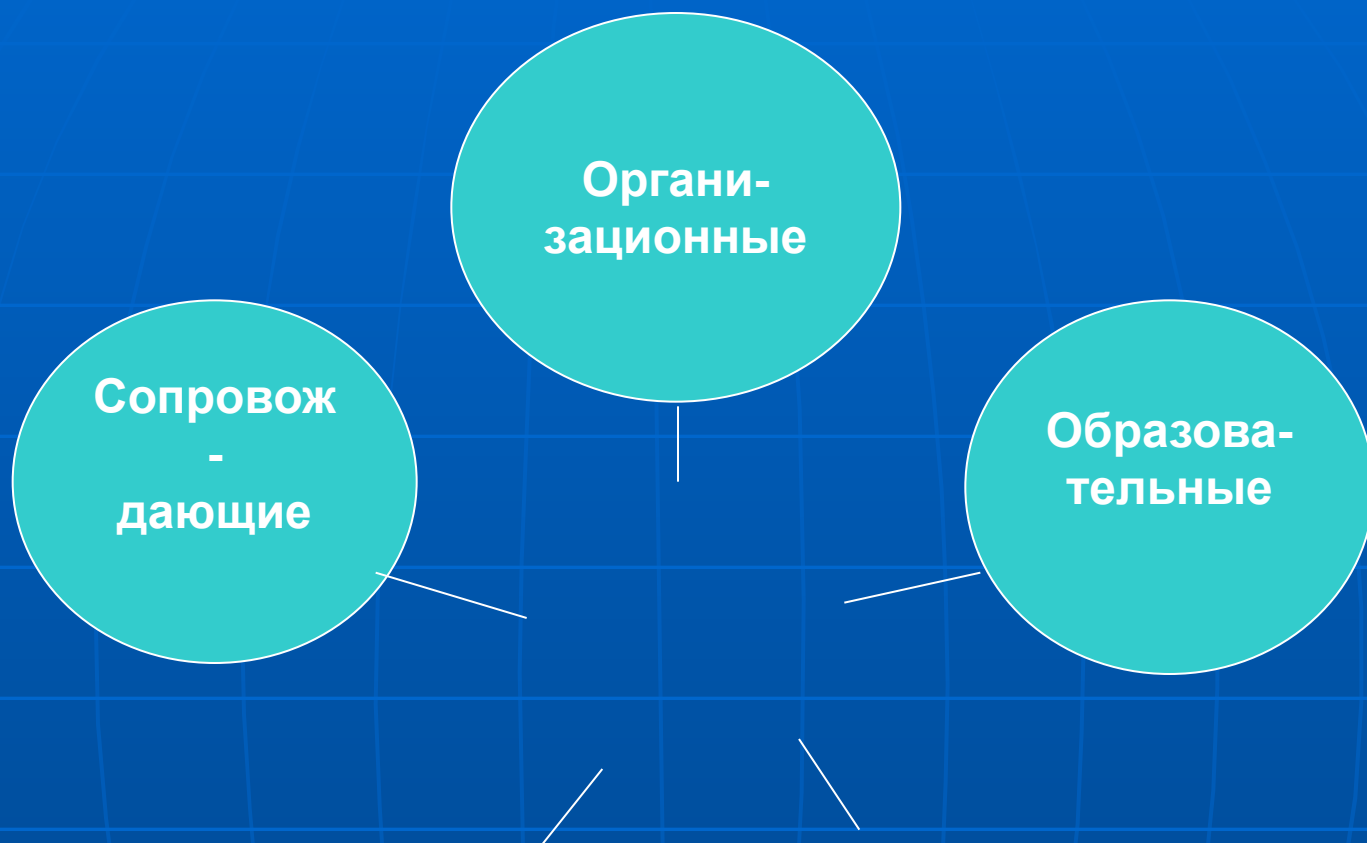 Органи-
зационные
Сопровож
-
дающие
Образова-
тельные